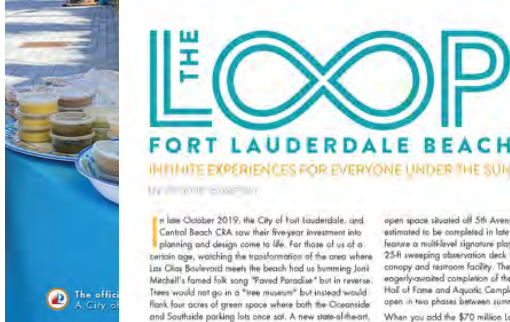 THE
LOOP
FORT LAUDERDALE BEACH
INFINITE EXPERIENCES FOR EVERYONE UNDER THE SUN
In late October 2019, the City of Fort Lauderdale, and
Central Beach CRA saw their five-year investment into
planning and design come to life. For those of us of a
certain age, watching the transformation of the area where
Las Olas Boulevard meets the beach had us humming Joni
Mitchell's famed folk song "Paved Paradise" but in reverse.
Trees would not go in a "tree museum" but instead would
flank four acres of green space where both the Oceanside
and Southside parking lots once sat. A new state-of-the-art,
open space situated off 5th Aven
estimated to be completed in late
feature a multi-level signature play
25-ft sweeping observation deck
canopy and restroom facility. The
eagerly-awaited completion of the
Hall of Fame and Aquatic Compl
open in two phases between summ
When you add the $70 million Lo
The offici
A City of